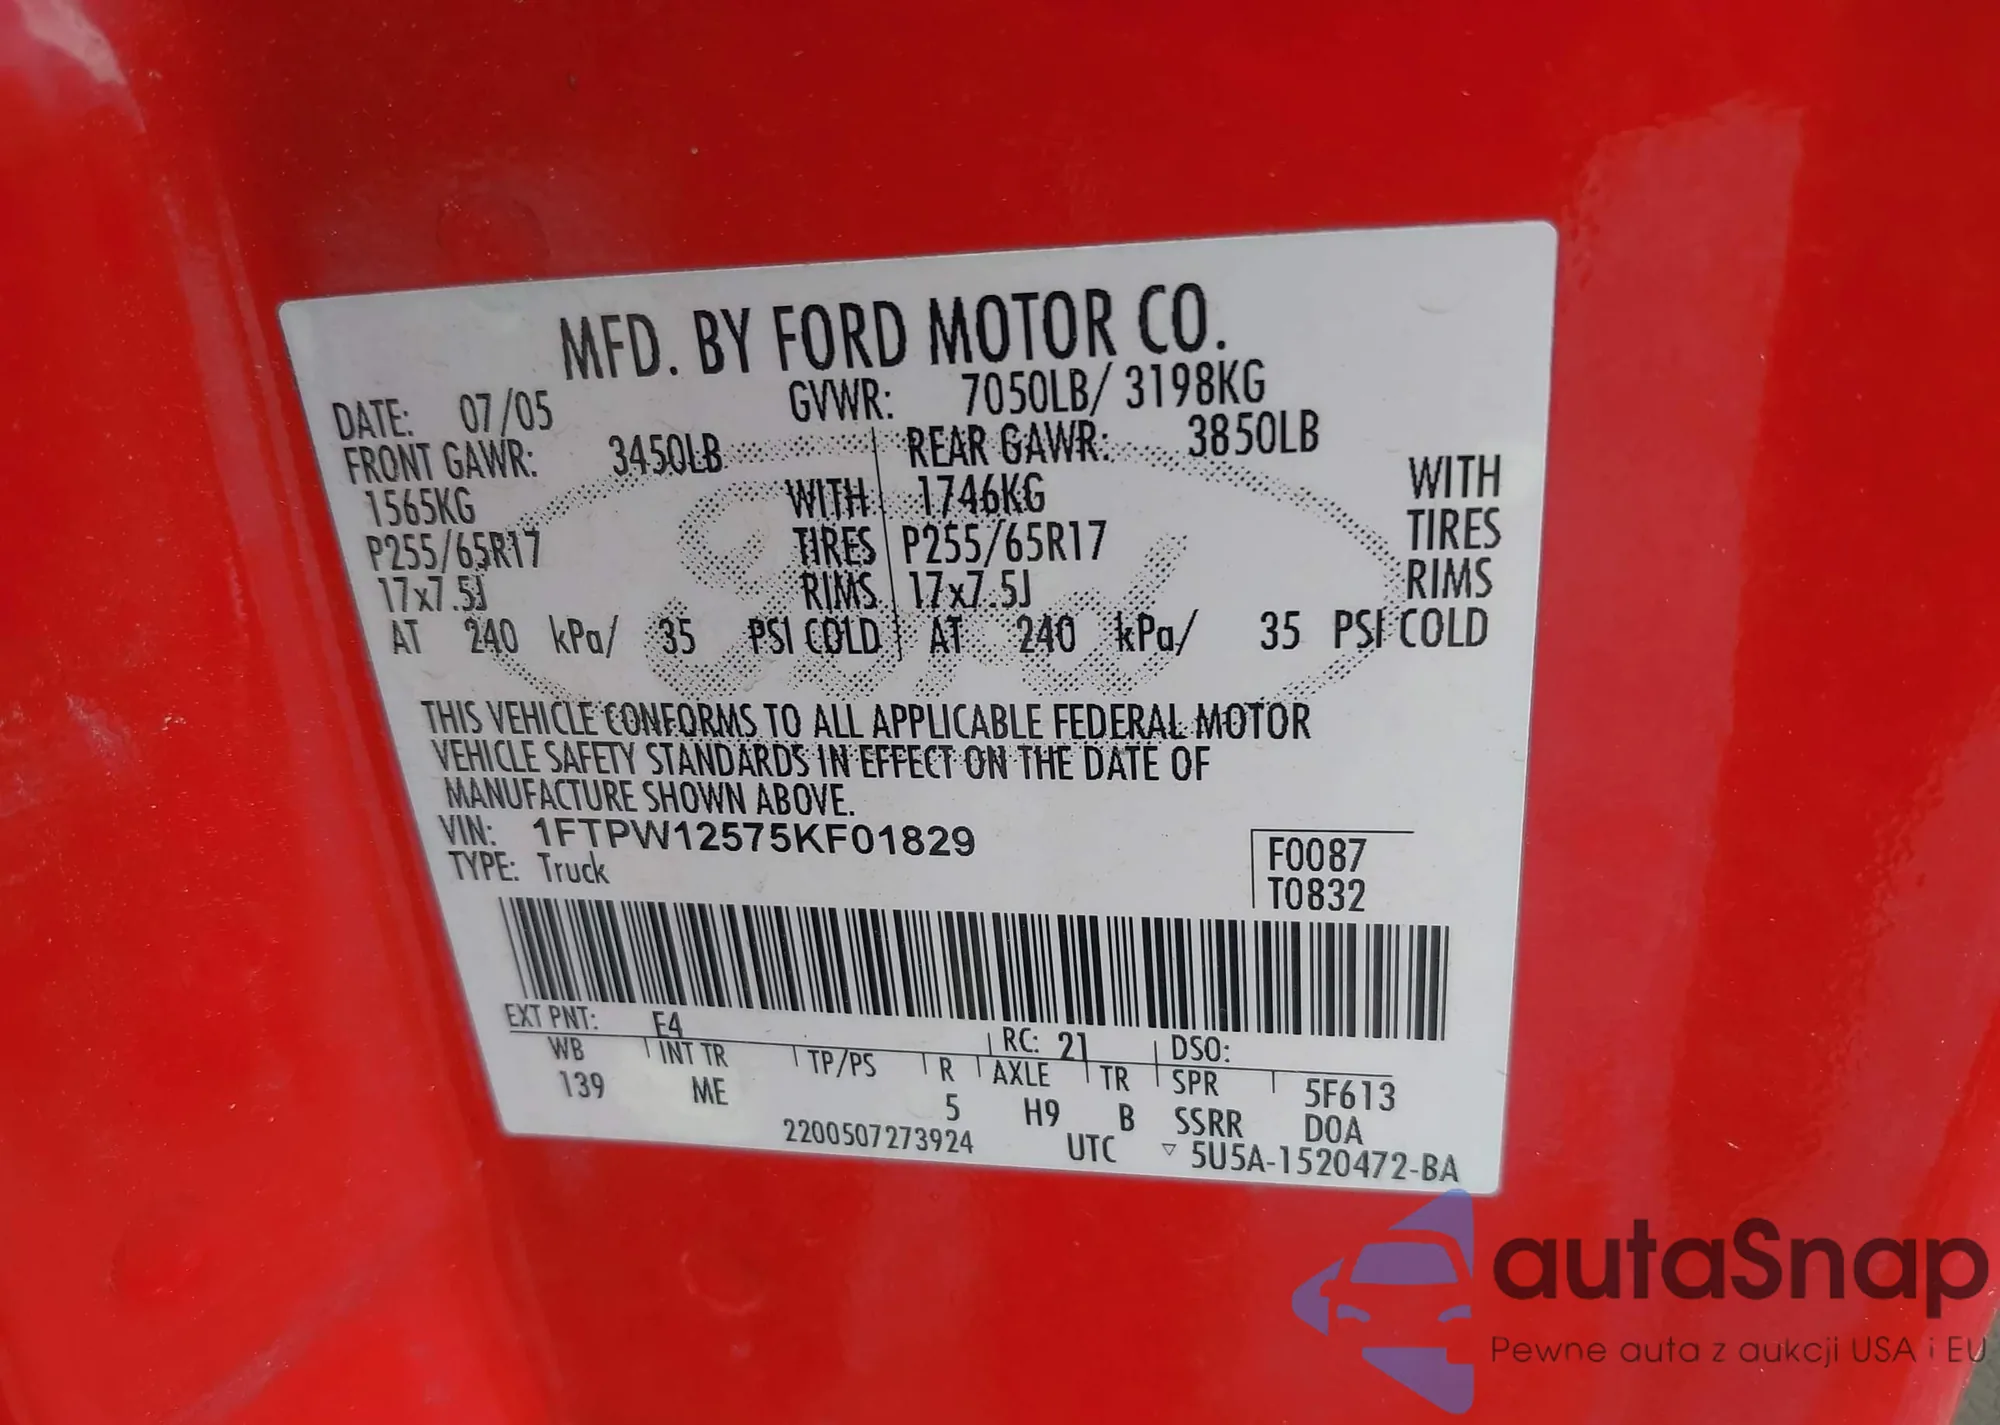 MFD. BY FORD MOTOR CO.
DATE: 07/05 GVWR: 7050LB/ 3198KG
FRONT GAWR: 3450LB REAR GAWR: 3850LB
1565KG WITH 1746KG WITH
P255/65R17 TIRES P255/65R17 TIRES
17x7.5J RIMS 17x7.5J RIMS
AT 240 kPa/ 35 PSI COLD AT 240 kPa/ 35 PSI COLD
THIS VEHICLE CONFORMS TO ALL APPLICABLE FEDERAL MOTOR
VEHICLE SAFETY STANDARDS IN EFFECT ON THE DATE OF
MANUFACTURE SHOWN ABOVE.
VIN: 1FTPW12575KF01829
TYPE: Truck
F0087
T0832
EXT PNT: E4 RC: 21 DSO:
WB INT TR TP/PS R AXLE TR SPR 5F613
139 ME 5 H9 B SSRR DOA
2200507273924 UTC ▽ 5U5A-1520472-BA
Ford
autaSnap
Pewne auta z aukcji USA i EU